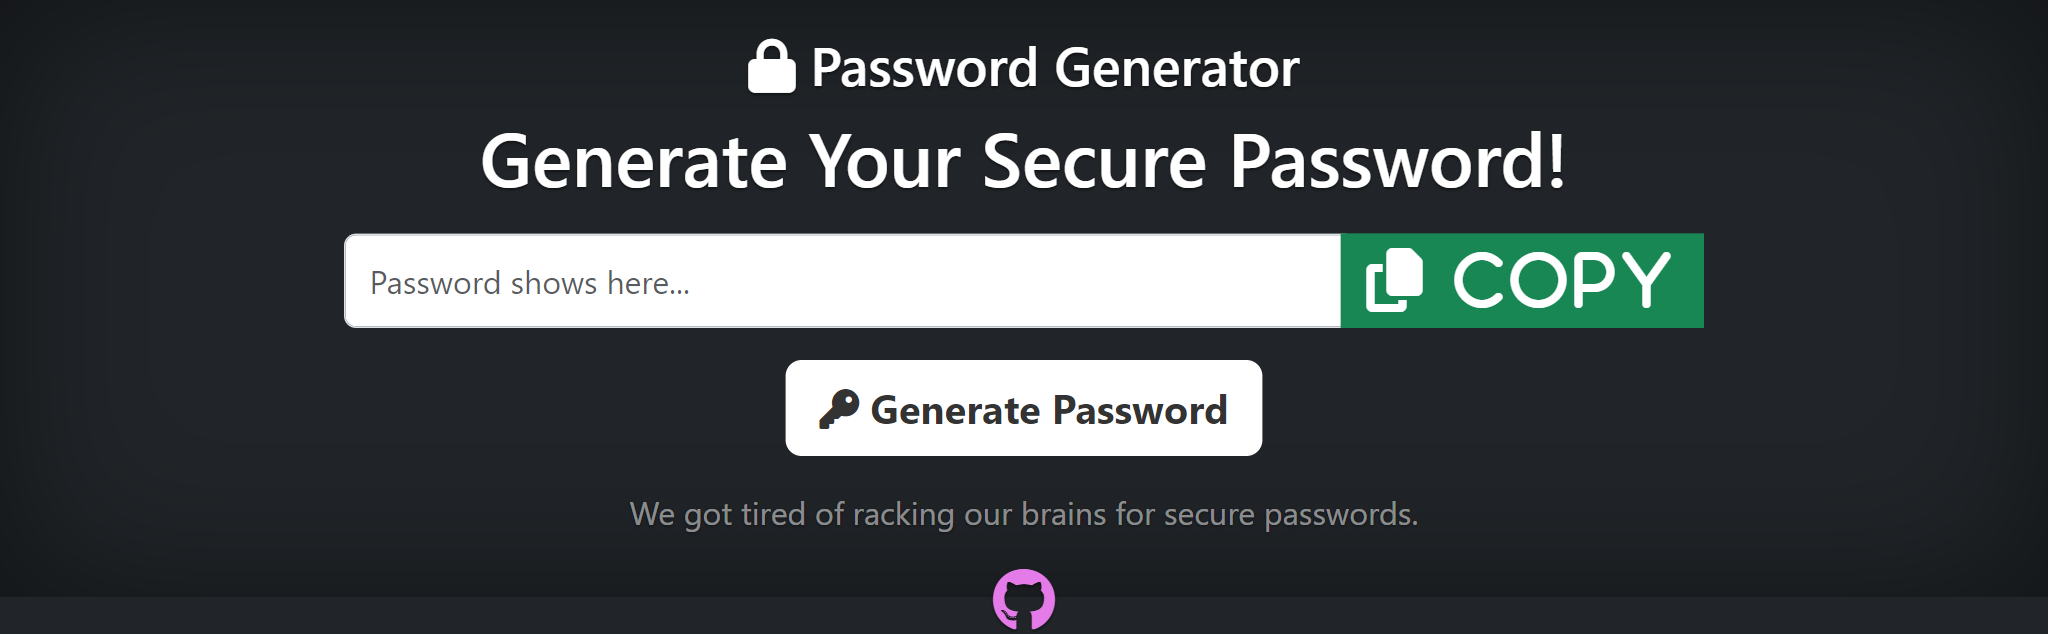 Password Generator
Generate Your Secure Password!
Password shows here...
COPY
Generate Password
We got tired of racking our brains for secure passwords.